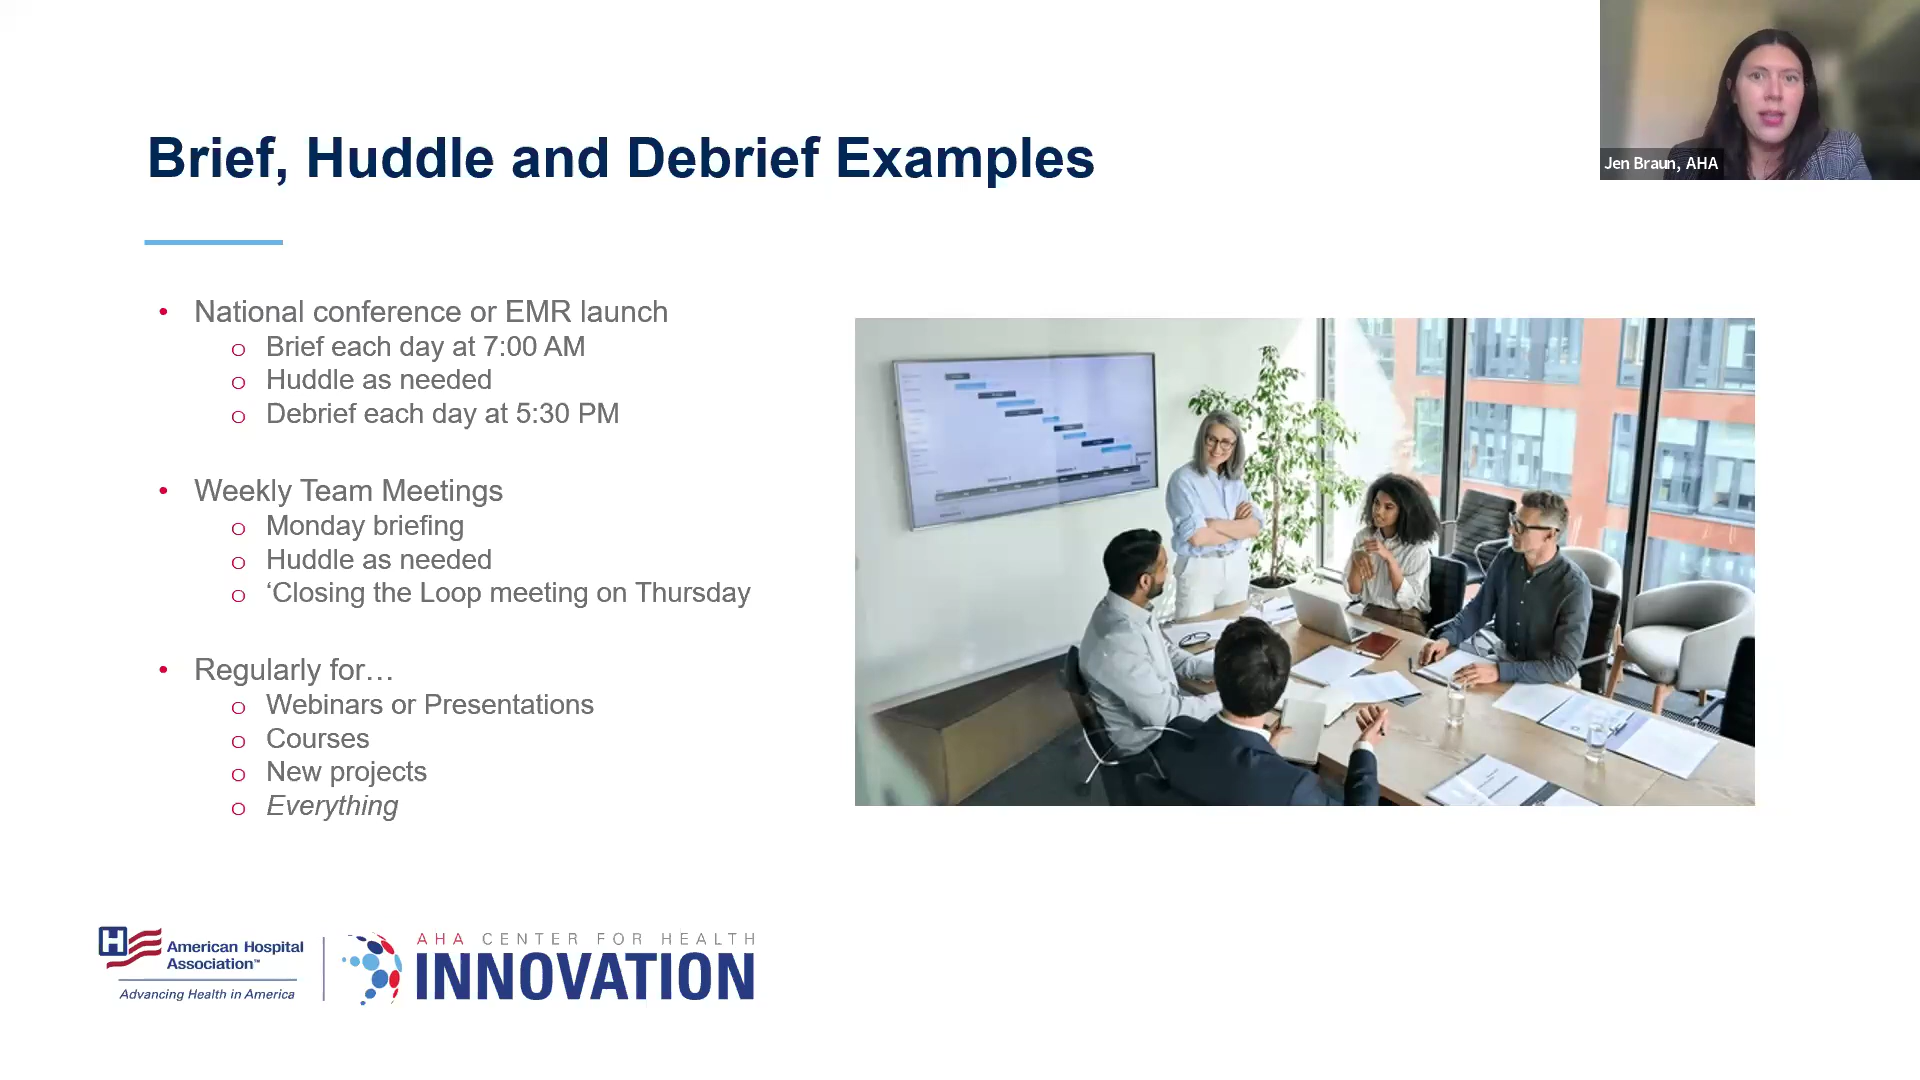 Brief, Huddle and Debrief Examples
Jen Braun, AHA
• National conference or EMR launch
o Brief each day at 7:00 AM
o Huddle as needed
o Debrief each day at 5:30 PM
• Weekly Team Meetings
o Monday briefing
o Huddle as needed
o ‘Closing the Loop meeting on Thursday
• Regularly for…
o Webinars or Presentations
o Courses
o New projects
o Everything
H
American Hospital
Association™
Advancing Health in America
AHA CENTER FOR HEALTH
INNOVATION